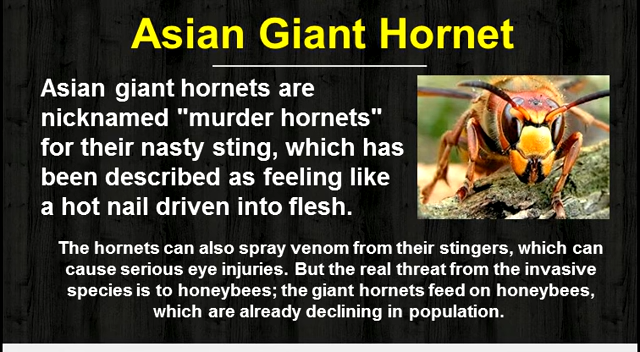 Asian Giant Hornet
Asian giant hornets are
nicknamed "murder hornets"
for their nasty sting, which has
been described as feeling like
a hot nail driven into flesh.
The hornets can also spray venom from their stingers, which can
cause serious eye injuries. But the real threat from the invasive
species is to honeybees; the giant hornets feed on honeybees,
which are already declining in population.